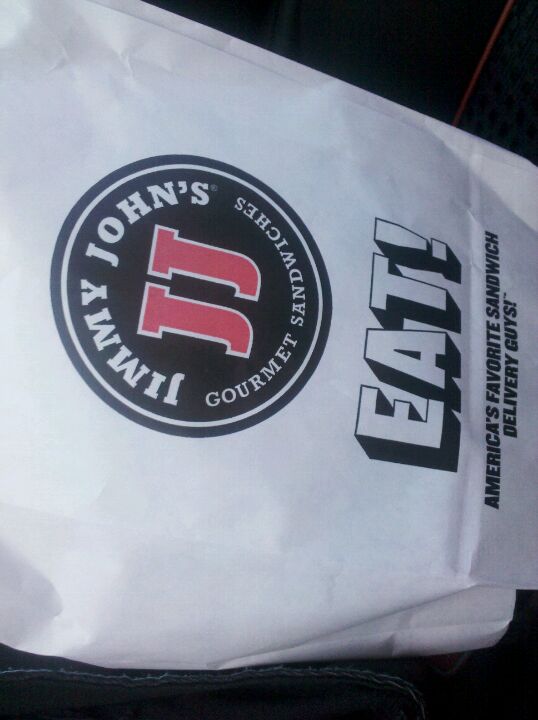 JIMMY JOHN'S®
JJ
GOURMET SANDWICHES
EAT!
AMERICA'S FAVORITE SANDWICH
DELIVERY GUYS!™